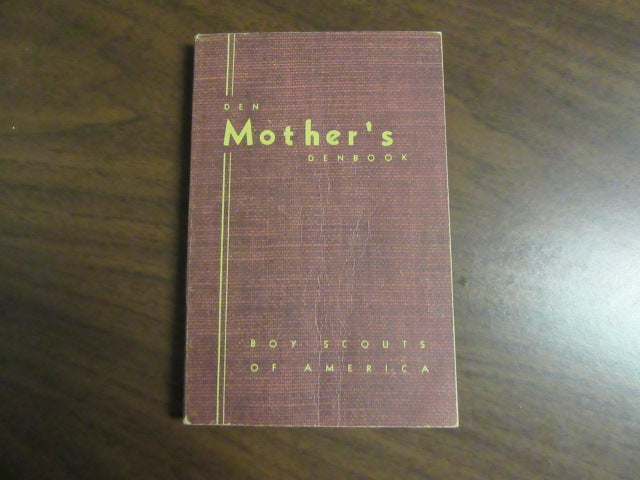 DEN
Mother's
DENBOOK
BOY SCOUTS
OF AMERICA